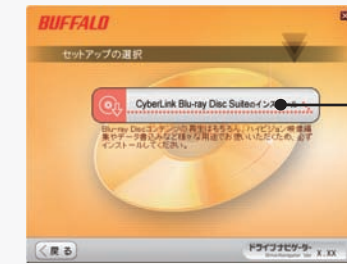 BUFFALO
セットアップの選択
CyberLink Blu-ray Disc Suiteのインストール
Blu-ray Discコンテンツの再生はもちろん、ハイビジョン映像編
集やデータ書込みなど様々な用途でお使いいただくため、必ず
インストールしてください。
戻る
ドライブナビゲーター X.XX